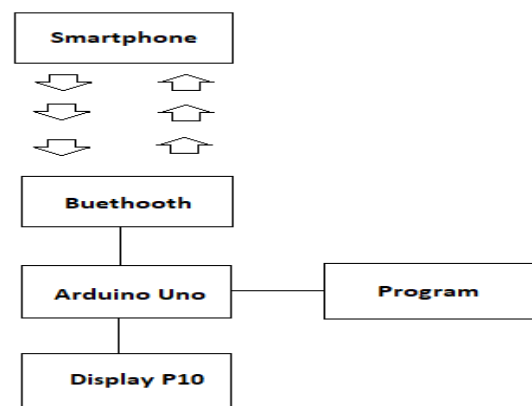 Smartphone
Buethooth
Arduino Uno
Program
Display P10